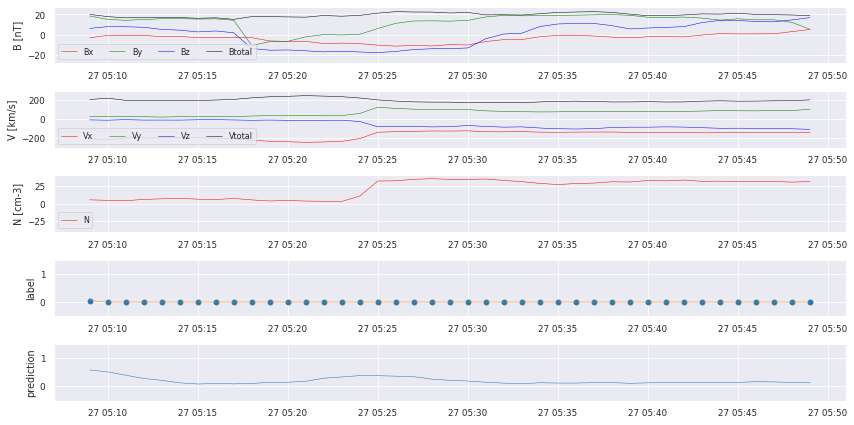 B [nT]
20
0
−20
Bx By Bz Btotal
27 05:10 27 05:15 27 05:20 27 05:25 27 05:30 27 05:35 27 05:40 27 05:45 27 05:50
V [km/s]
200
0
−200
Vx Vy Vz Vtotal
27 05:10 27 05:15 27 05:20 27 05:25 27 05:30 27 05:35 27 05:40 27 05:45 27 05:50
N [cm-3]
25
0
−25
N
27 05:10 27 05:15 27 05:20 27 05:25 27 05:30 27 05:35 27 05:40 27 05:45 27 05:50
label
1
0
27 05:10 27 05:15 27 05:20 27 05:25 27 05:30 27 05:35 27 05:40 27 05:45 27 05:50
prediction
1
0
27 05:10 27 05:15 27 05:20 27 05:25 27 05:30 27 05:35 27 05:40 27 05:45 27 05:50